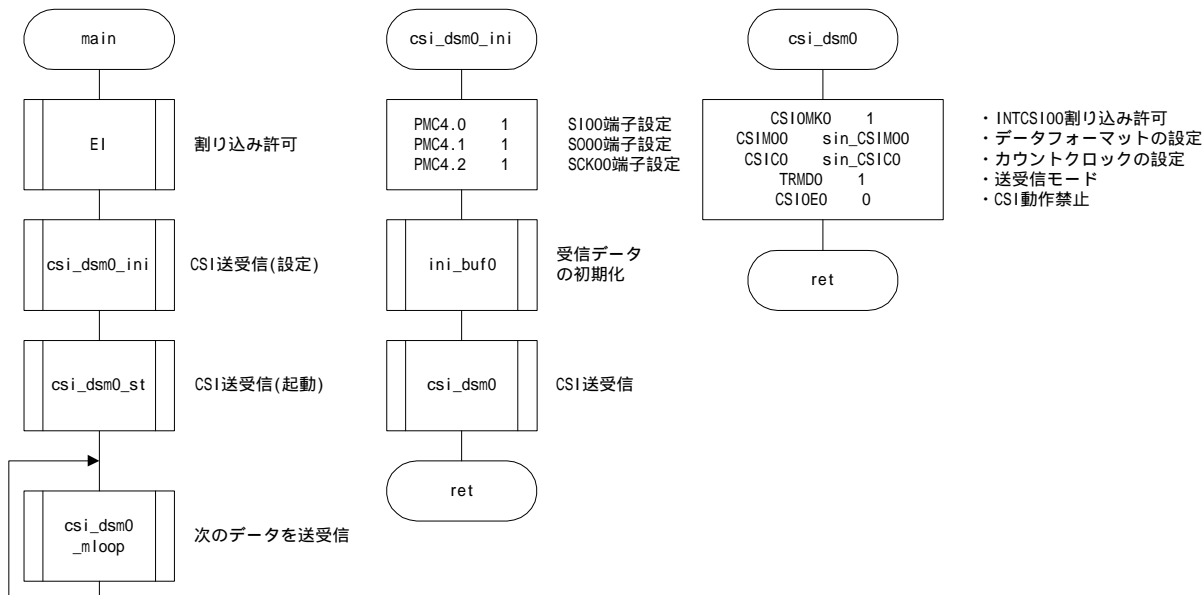 main
EI
割り込み許可
csi_dsm0_ini
CSI送受信(設定)
csi_dsm0_st
CSI送受信(起動)
csi_dsm0
_mloop
次のデータを送受信
csi_dsm0_ini
PMC4.0 1 SI00端子設定
PMC4.1 1 SO00端子設定
PMC4.2 1 SCK00端子設定
ini_buf0
受信データ
の初期化
csi_dsm0
CSI送受信
ret
csi_dsm0
CSI0MK0 1 ・INTCSI00割り込み許可
CSIM00 sin_CSIM00 ・データフォーマットの設定
CSIC0 sin_CSIC0 ・カウントクロックの設定
TRMD0 1 ・送受信モード
CSI0E0 0 ・CSI動作禁止
ret